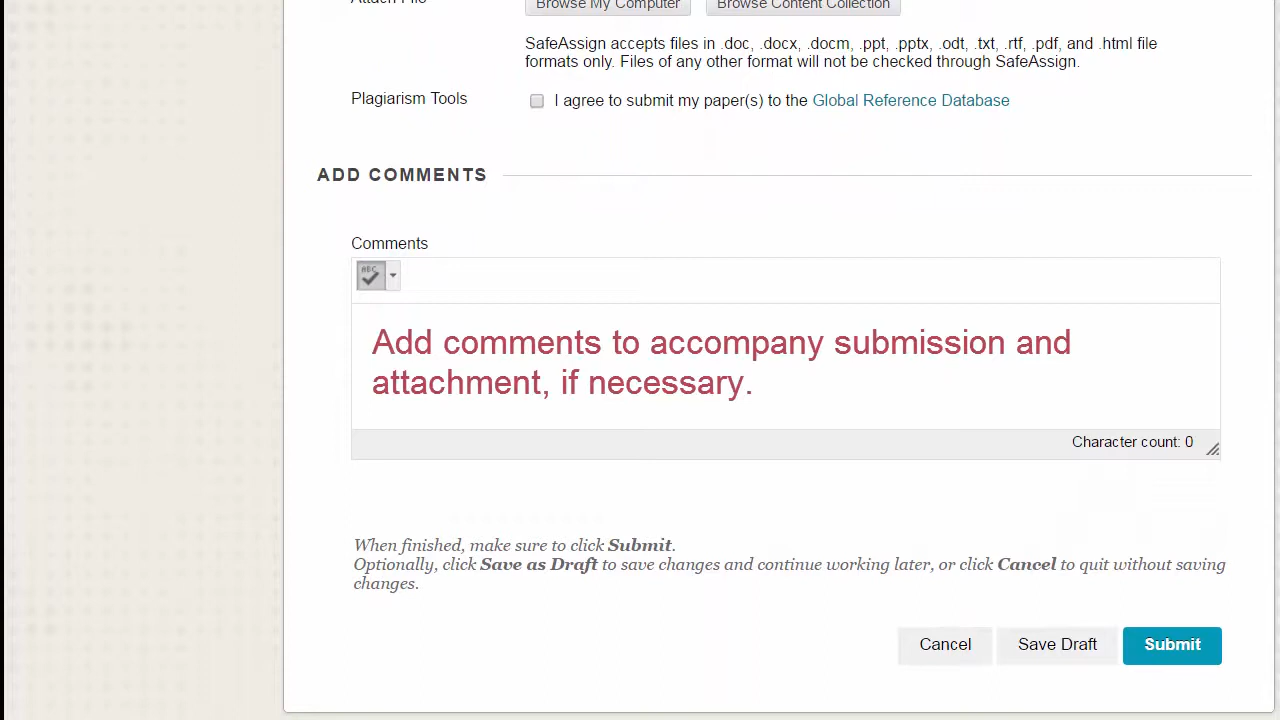 Attach File
Browse My Computer
Browse Content Collection
SafeAssign accepts files in .doc, .docx, .docm, .ppt, .pptx, .odt, .txt, .rtf, .pdf, and .html file
formats only. Files of any other format will not be checked through SafeAssign.
Plagiarism Tools
I agree to submit my paper(s) to the Global Reference Database
ADD COMMENTS
Comments
ABC
Add comments to accompany submission and
attachment, if necessary.
Character count: 0
When finished, make sure to click Submit.
Optionally, click Save as Draft to save changes and continue working later, or click Cancel to quit without saving
changes.
Cancel
Save Draft
Submit